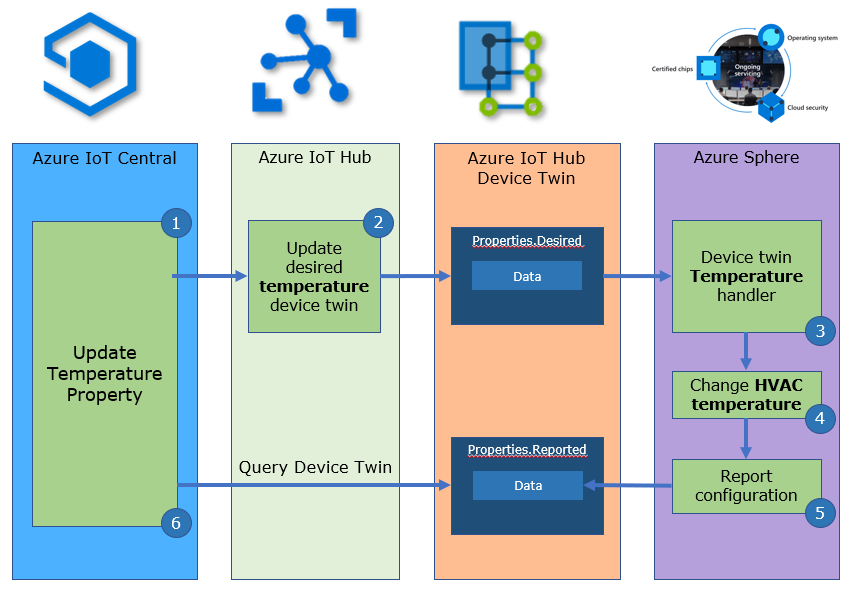 Operating system
Certified chips
Ongoing
servicing
Cloud security
Azure IoT Central
Azure IoT Hub
Azure IoT Hub
Device Twin
Azure Sphere
1
Update
Temperature
Property
6
2
Update
desired
temperature
device twin
Query Device Twin
Properties.Desired
Data
Properties.Reported
Data
Device twin
Temperature
handler
3
Change HVAC
temperature
4
Report
configuration
5